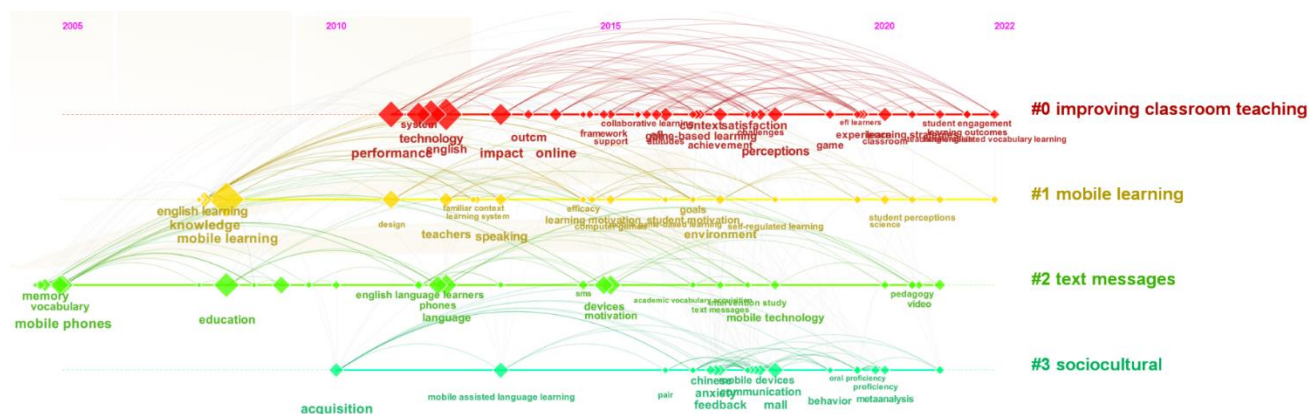 2005 2010 2015 2020 2022
#0 improving classroom teaching
system
technology
english
performance
outcm
impact
online
framework
support
collaborative learning
attitudes
game-based learning
context
satisfaction
challenges
achievement
perceptions
game
efl learners
experience
classroom
student engagement
learning outcomes
#1 mobile learning
english learning
knowledge
mobile learning
design
familiar context
learning system
teachers
speaking
efficacy
learning motivation
computer games
goals
student motivation
environment
self-regulated learning
student perceptions
science
#2 text messages
memory
vocabulary
mobile phones
education
english language learners
phones
language
sms
devices
motivation
academic vocabulary acquisition
intervention study
text messages
mobile technology
pedagogy
video
#3 sociocultural
acquisition
mobile assisted language learning
pair
chinese
anxiety
feedback
mobile devices
communication
mall
oral proficiency
proficiency
behavior
metaanalysis